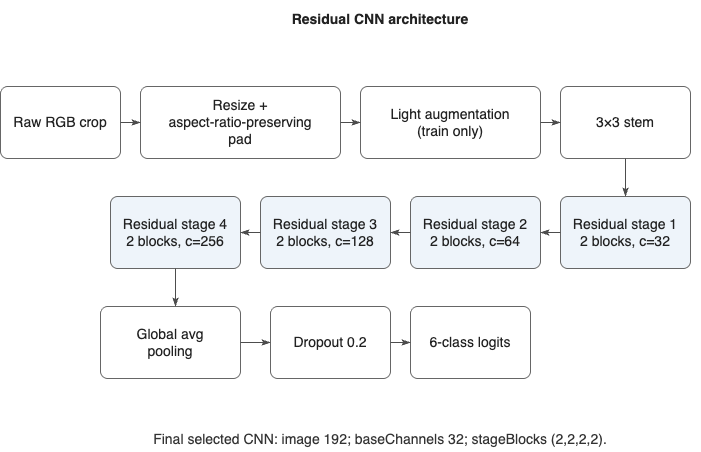 Residual CNN architecture
Raw RGB crop
Resize +
aspect-ratio-preserving
pad
Light augmentation
(train only)
3×3 stem
Residual stage 1
2 blocks, c=32
Residual stage 2
2 blocks, c=64
Residual stage 3
2 blocks, c=128
Residual stage 4
2 blocks, c=256
Global avg
pooling
Dropout 0.2
6-class logits
Final selected CNN: image 192; baseChannels 32; stageBlocks (2,2,2,2).